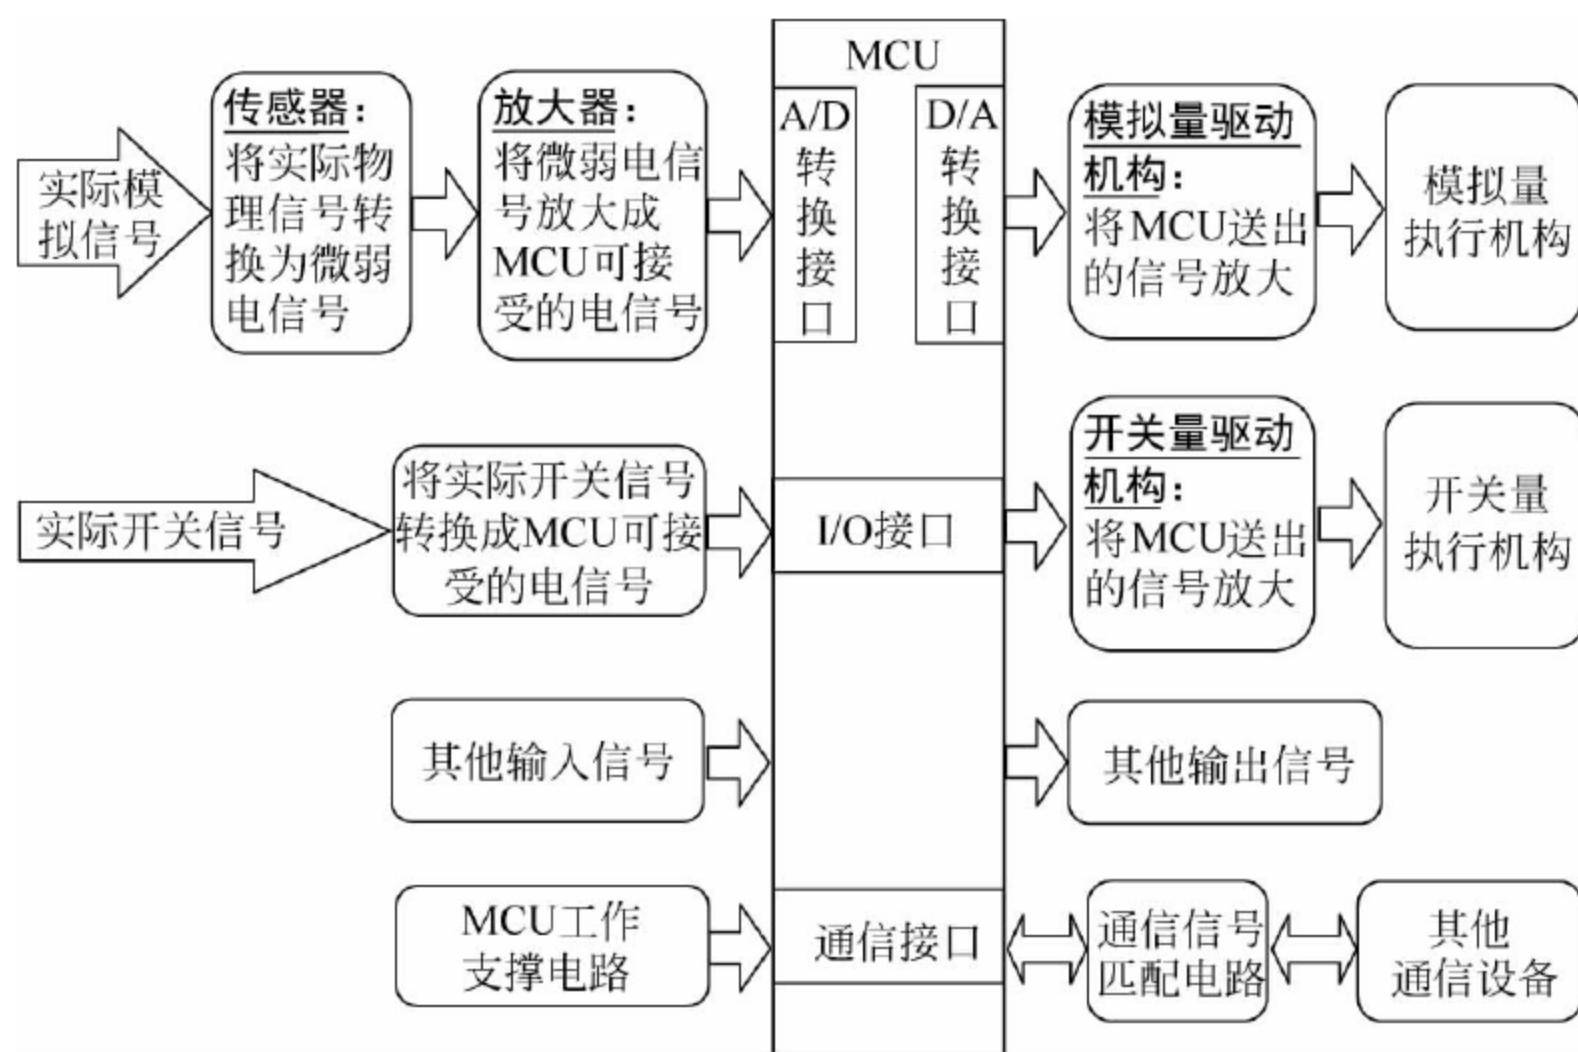 MCU
实际模
拟信号
传感器：
将实际物
理信号转
换为微弱
电信号
放大器：
将微弱电信
号放大成
MCU可接
受的电信号
A/D
转
换
接
口
D/A
转
换
接
口
模拟量驱动
机构：
将MCU送出
的信号放大
模拟量
执行机构
实际开关信号
将实际开关信号
转换成MCU可接
受的电信号
I/O接口
开关量驱动
机构：
将MCU送出
的信号放大
开关量
执行机构
其他输入信号
其他输出信号
MCU工作
支撑电路
通信接口
通信信号
匹配电路
其他
通信设备